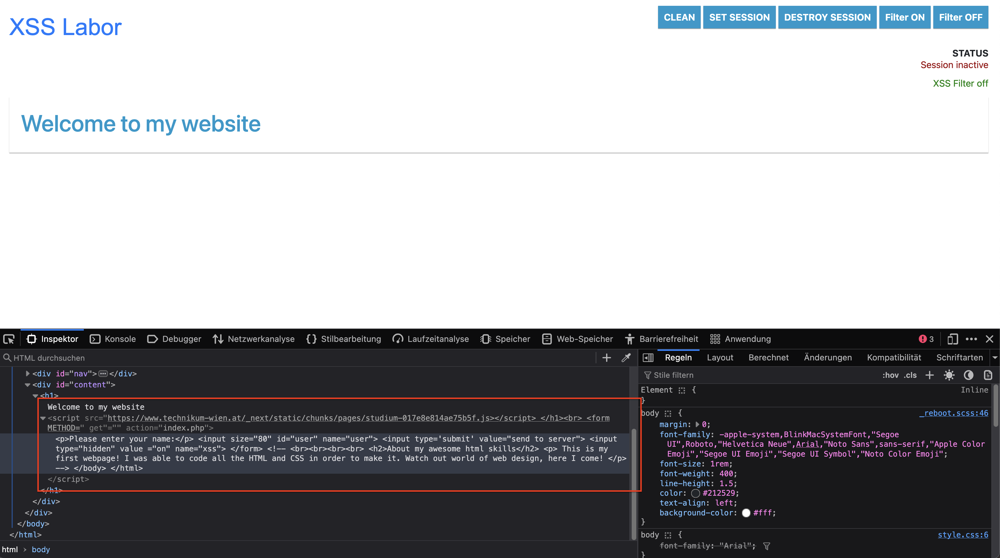 XSS Labor
CLEAN
SET SESSION
DESTROY SESSION
Filter ON
Filter OFF
STATUS
Session inactive
XSS Filter off
Welcome to my website
Inspektor
Konsole
Debugger
Netzwerkanalyse
Stilbearbeitung
Laufzeitanalyse
Speicher
Web-Speicher
Barrierefreiheit
Anwendung
3
HTML durchsuchen
<div id="nav"> ••• </div>
<div id="content">
<h1>
Welcome to my website
<script src="https://www.technikum-wien.at/_next/static/chunks/pages/studium-017e8e814ae75b5f.js></script> </h1><br> <form
METHOD=" get"="" action="index.php">
<p>Please enter your name:</p> <input size="80" id="user" name="user"> <input type='submit' value="send to server"> <input
type="hidden" value ="on" name="xss"> </form> <!-- <br><br><br><br> <h2>About my awesome html skills</h2> <p> This is my
first webpage! I was able to code all the HTML and CSS in order to make it. Watch out world of web design, here I come! </p>
--> </body> </html>
</script>
</h1>
</div>
</div>
</body>
</html>
html > body
Regeln
Layout
Berechnet
Änderungen
Kompatibilität
Schriftarten
Stile filtern
:hov .cls
Element {
Inline
}
body {
_reboot.scss:46
margin: 0;
font-family: -apple-system,BlinkMacSystemFont,"Segoe
UI",Roboto,"Helvetica Neue",Arial,"Noto Sans",sans-serif,"Apple Color
Emoji","Segoe UI Emoji","Segoe UI Symbol","Noto Color Emoji";
font-size: 1rem;
font-weight: 400;
line-height: 1.5;
color: #212529;
text-align: left;
background-color: #fff;
}
body {
style.css:6
font-family: "Arial";
}